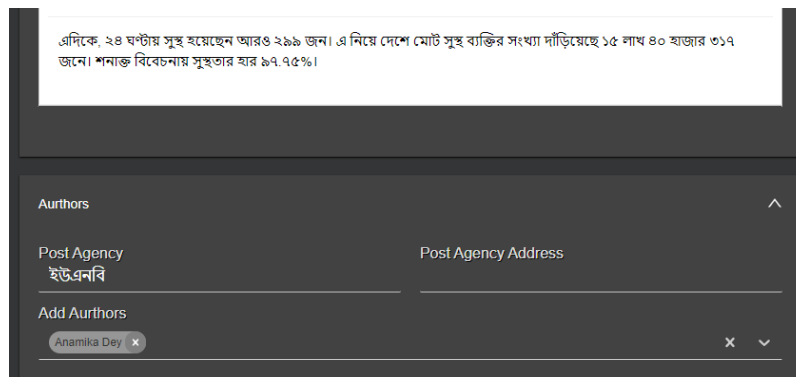 এদিকে, ২৪ ঘণ্টায় সুস্থ হয়েছেন আরও ২৯৯ জন। এ নিয়ে দেশে মোট সুস্থ ব্যক্তির সংখ্যা দাঁড়িয়েছে ১৫ লাখ ৪০ হাজার ৩১৭
জনে। শনাক্ত বিবেচনায় সুস্থতার হার ৯৭.৭৫%।
Aurthors
Post Agency
Post Agency Address
ইউএনবি
Add Aurthors
Anamika Dey